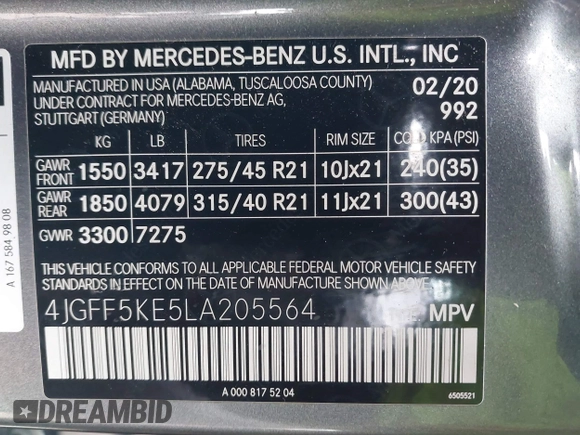 MFD BY MERCEDES-BENZ U.S. INTL., INC
MANUFACTURED IN USA (ALABAMA, TUSCALOOSA COUNTY) 02/20
UNDER CONTRACT FOR MERCEDES-BENZ AG, 992
STUTTGART (GERMANY)
KG LB TIRES RIM SIZE COLD KPA (PSI)
GAWR FRONT 1550 3417 275/45 R21 10Jx21 240(35)
GAWR REAR 1850 4079 315/40 R21 11Jx21 300(43)
GVWR 3300 7275
THIS VEHICLE CONFORMS TO ALL APPLICABLE FEDERAL MOTOR VEHICLE SAFETY
STANDARDS IN EFFECT ON THE DATE OF MANUFACTURE SHOWN ABOVE.
4JGFF5KE5LA205564 MPV
A 000 817 52 04 6505521
A 167 584 98 08
DREAMBID